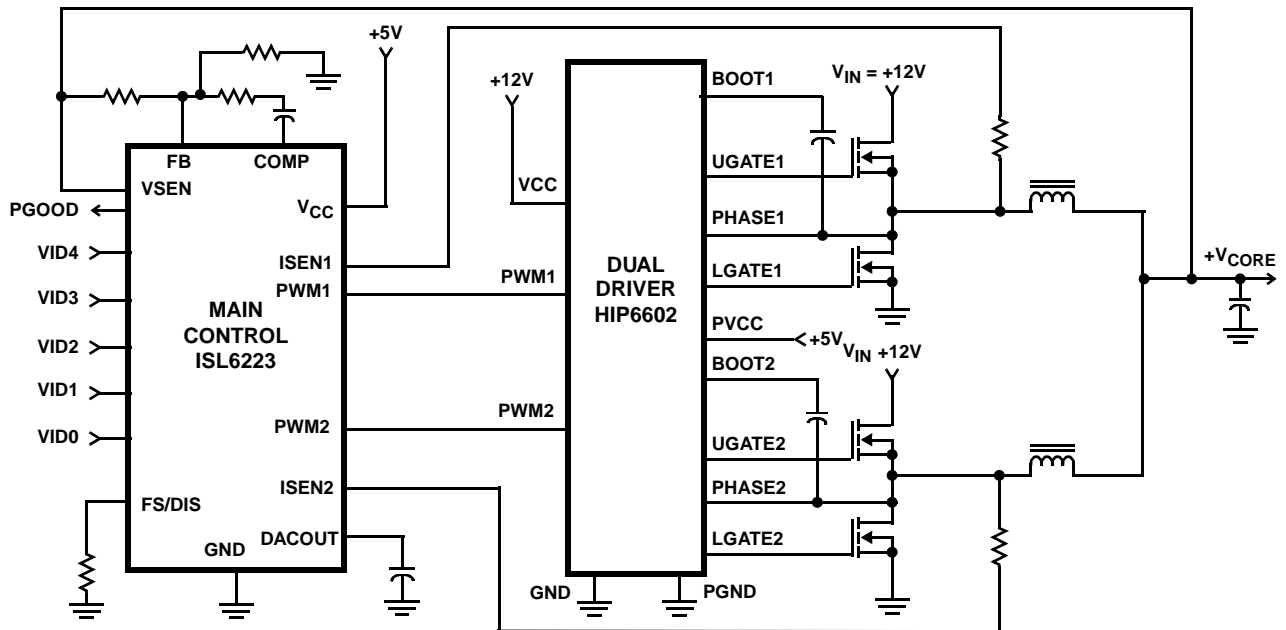 +5V
+12V
BOOT1
VIN = +12V
FB
COMP
VSEN
UGATE1
VCC
PGOOD
VCC
PHASE1
VID4
ISEN1
DUAL
DRIVER
HIP6602
LGATE1
+VCORE
VID3
PWM1
PWM1
MAIN
CONTROL
ISL6223
PVCC
+5V
VIN +12V
VID2
BOOT2
VID1
VID0
PWM2
PWM2
UGATE2
ISEN2
PHASE2
FS/DIS
DACOUT
LGATE2
GND
GND
PGND